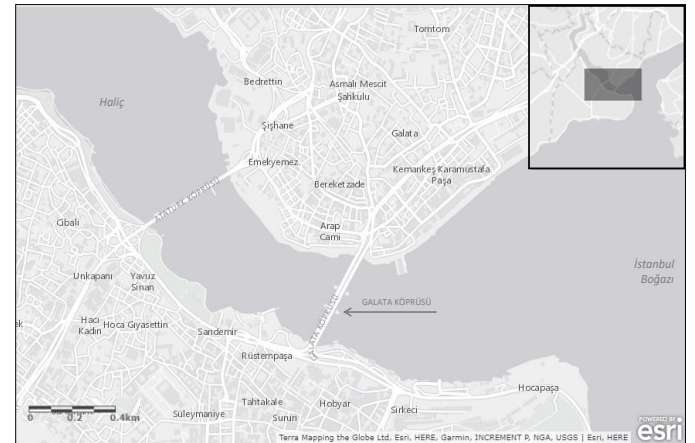 Tomtom
Bedrettin
Asmalı Mescit
Şahkulu
Haliç
Şişhane
Galata
Emekyemez
Kemankeş Karamustafa
Paşa
Bereketzade
ATATÜRK KÖPRÜSÜ
Cibali
Arap
Cami
İstanbul
Boğazı
Unkapanı
Yavuz
Sinan
GALATA KÖPRÜSÜ
GALATA KÖPRÜSÜ
Hacı
Kadın
Hoca Gıyasettin
Sarıdemir
Rüstempaşa
Hocapaşa
Tahtakale
Hobyar
Sirkeci
0
0.2
0.4km
Süleymaniye
Sururi
POWERED BY
esri
Terra Mapping the Globe Ltd, Esri, HERE, Garmin, INCREMENT P, NGA, USGS | Esri, HERE